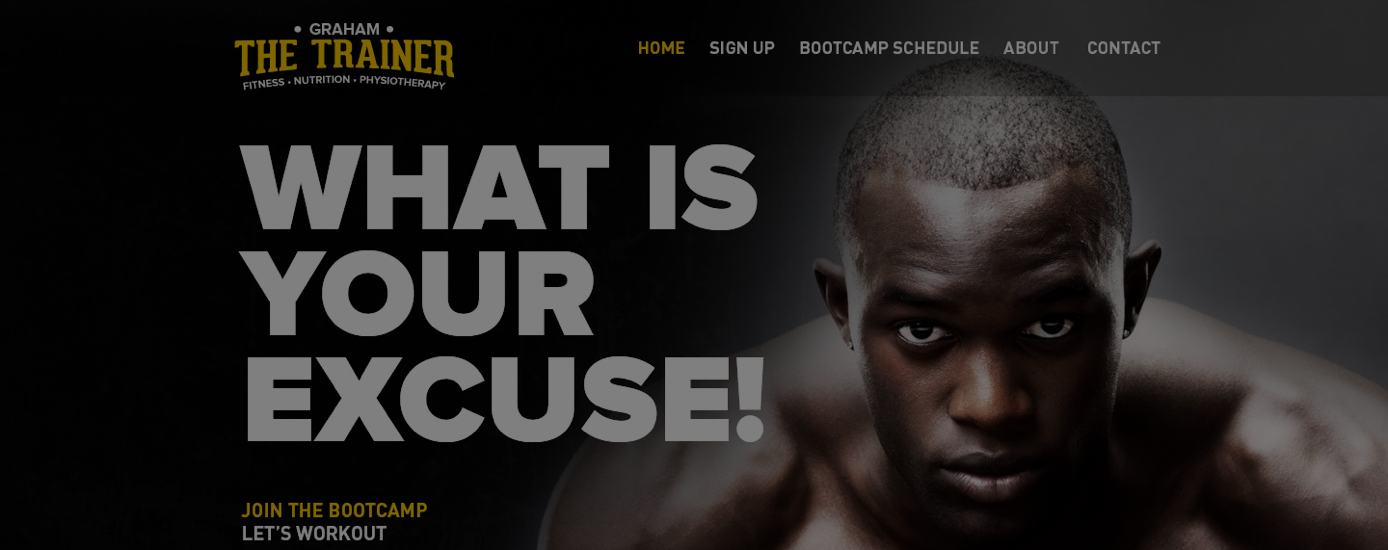 • GRAHAM •
THE TRAINER
FITNESS • NUTRITION • PHYSIOTHERAPY
HOME SIGN UP BOOTCAMP SCHEDULE ABOUT CONTACT
WHAT IS
YOUR
EXCUSE!
JOIN THE BOOTCAMP
LET'S WORKOUT